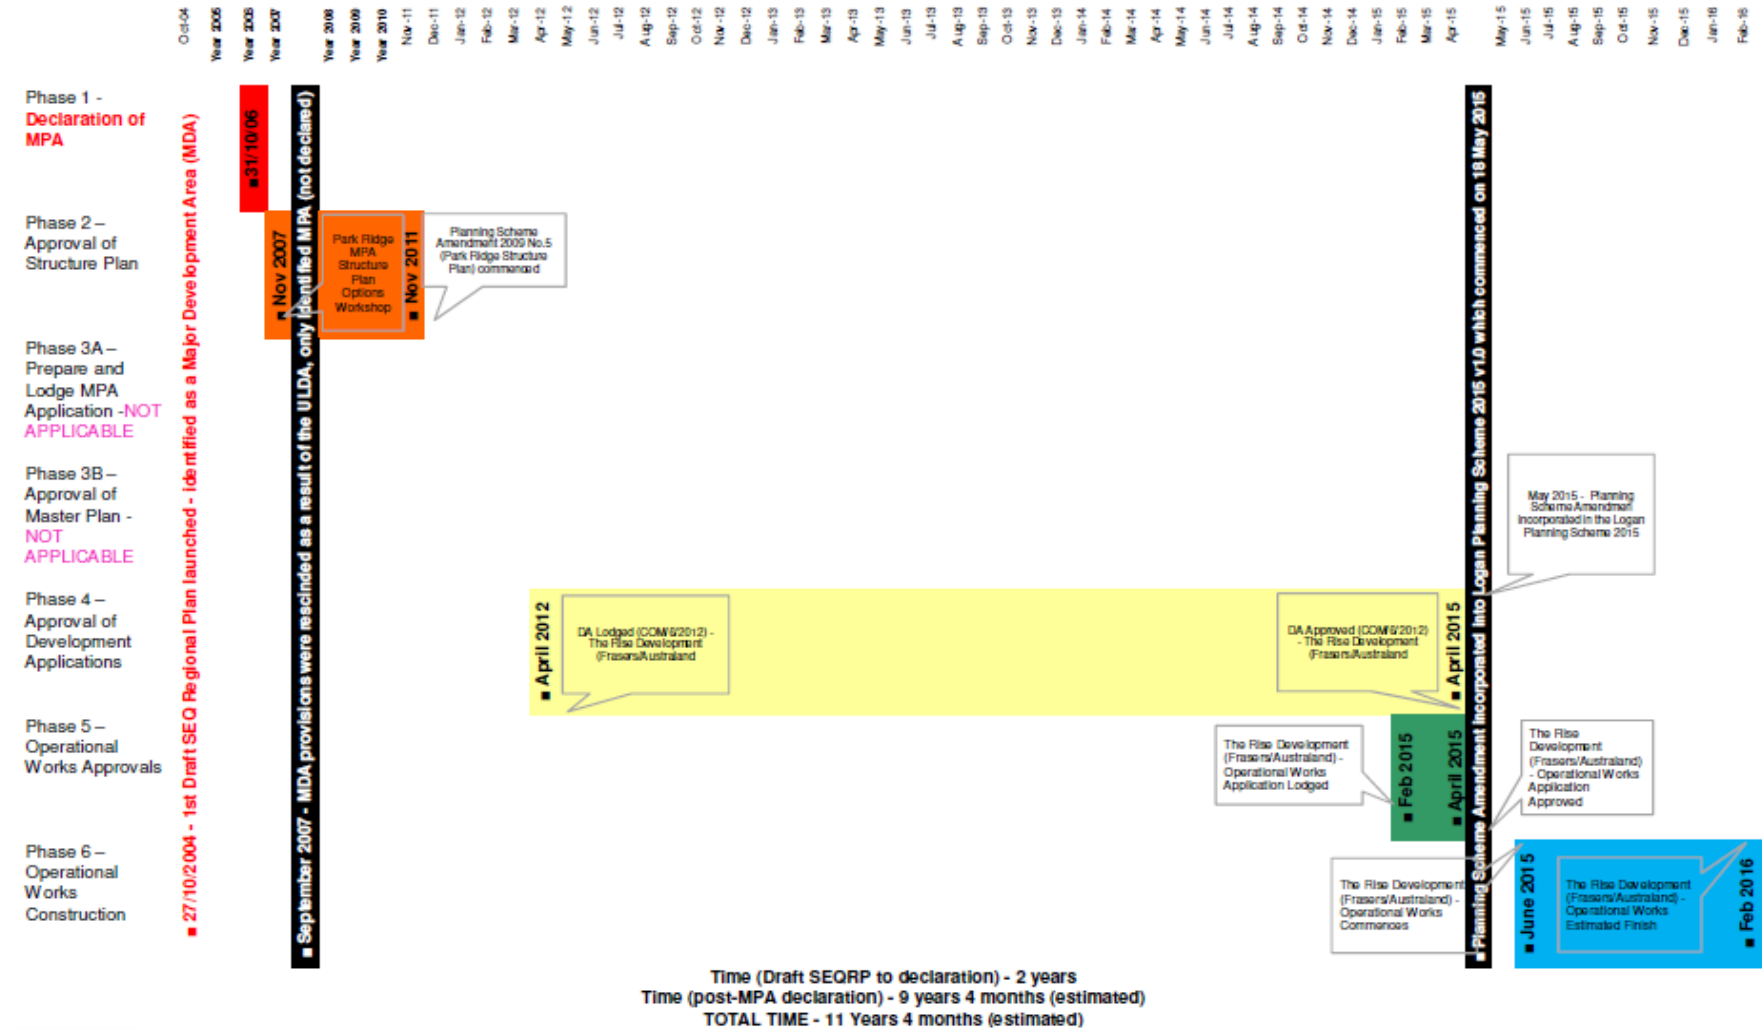 Oct-04
Year 2005
Year 2006
Year 2007
Year 2008
Year 2009
Year 2010
Nov-11
Dec-11
Jan-12
Feb-12
Mar-12
Apr-12
May-12
Jun-12
Jul-12
Aug-12
Sep-12
Oct-12
Nov-12
Dec-12
Jan-13
Feb-13
Mar-13
Apr-13
May-13
Jun-13
Jul-13
Aug-13
Sep-13
Oct-13
Nov-13
Dec-13
Jan-14
Feb-14
Mar-14
Apr-14
May-14
Jun-14
Jul-14
Aug-14
Sep-14
Oct-14
Nov-14
Dec-14
Jan-15
Feb-15
Mar-15
Apr-15
May-15
Jun-15
Jul-15
Aug-15
Sep-15
Oct-15
Nov-15
Dec-15
Jan-16
Feb-16
Phase 1 -
Declaration of
MPA
■31/10/06
Phase 2 –
Approval of
Structure Plan
■ Nov 2007
Park Ridge
MPA
Structure
Plan
Options
Workshop
■ Nov 2011
Planning Scheme
Amendment 2009 No.5
(Park Ridge Structure
Plan) commenced
Phase 3A –
Prepare and
Lodge MPA
Application -NOT
APPLICABLE
Phase 3B –
Approval of
Master Plan -
NOT
APPLICABLE
■ 27/10/2004 - 1st Draft SEQ Regional Plan launched - identified as a Major Development Area (MDA)
■ September 2007 - MDA provisions were rescinded as a result of the ULDA, only identified MPA (not declared)
■ Planning Scheme Amendment incorporated into Logan Planning Scheme 2015 v1.0 which commenced on 18 May 2015
May 2015 - Planning
Scheme Amendmen
incorporated in the Logan
Planning Scheme 2015
Phase 4 –
Approval of
Development
Applications
■ April 2012
DA Lodged (COM/6/2012) -
The Rise Development
(Frasers/Australand
DA Approved (COM/6/2012)
- The Rise Development
(Frasers/Australand
■ April 2015
Phase 5 –
Operational
Works Approvals
The Rise Development
(Frasers/Australand) -
Operational Works
Application Lodged
■ Feb 2015
■ April 2015
The Rise
Development
(Frasers/Australand)
- Operational Works
Application
Approved
Phase 6 –
Operational
Works
Construction
The Rise Development
(Frasers/Australand) -
Operational Works
Commences
■ June 2015
The Rise Development
(Frasers/Australand) -
Operational Works
Estimated Finish
■ Feb 2016
Time (Draft SEQRP to declaration) - 2 years
Time (post-MPA declaration) - 9 years 4 months (estimated)
TOTAL TIME - 11 Years 4 months (estimated)